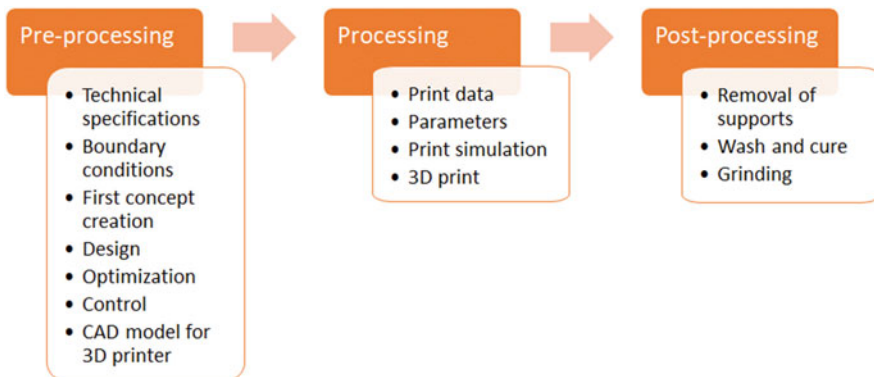 Pre-processing
• Technical
specifications
• Boundary
conditions
• First concept
creation
• Design
• Optimization
• Control
• CAD model for
3D printer
Processing
• Print data
• Parameters
• Print simulation
• 3D print
Post-processing
• Removal of
supports
• Wash and cure
• Grinding